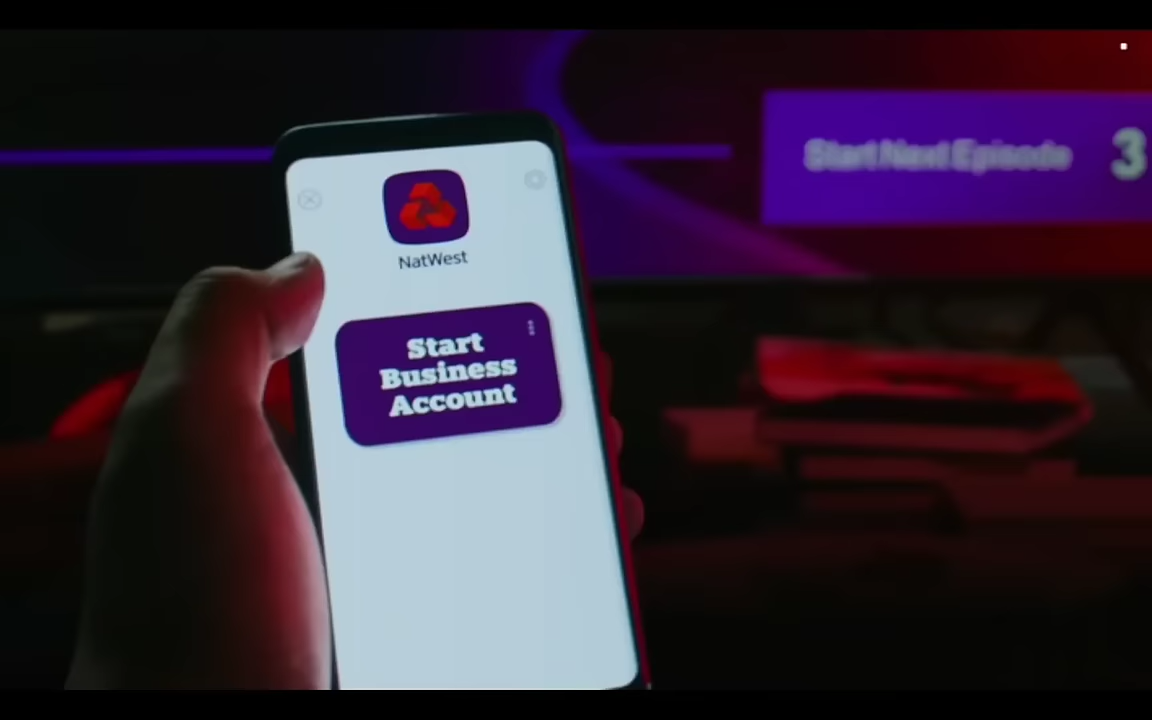 Start Next Episode 3
NatWest
Start
Business
Account